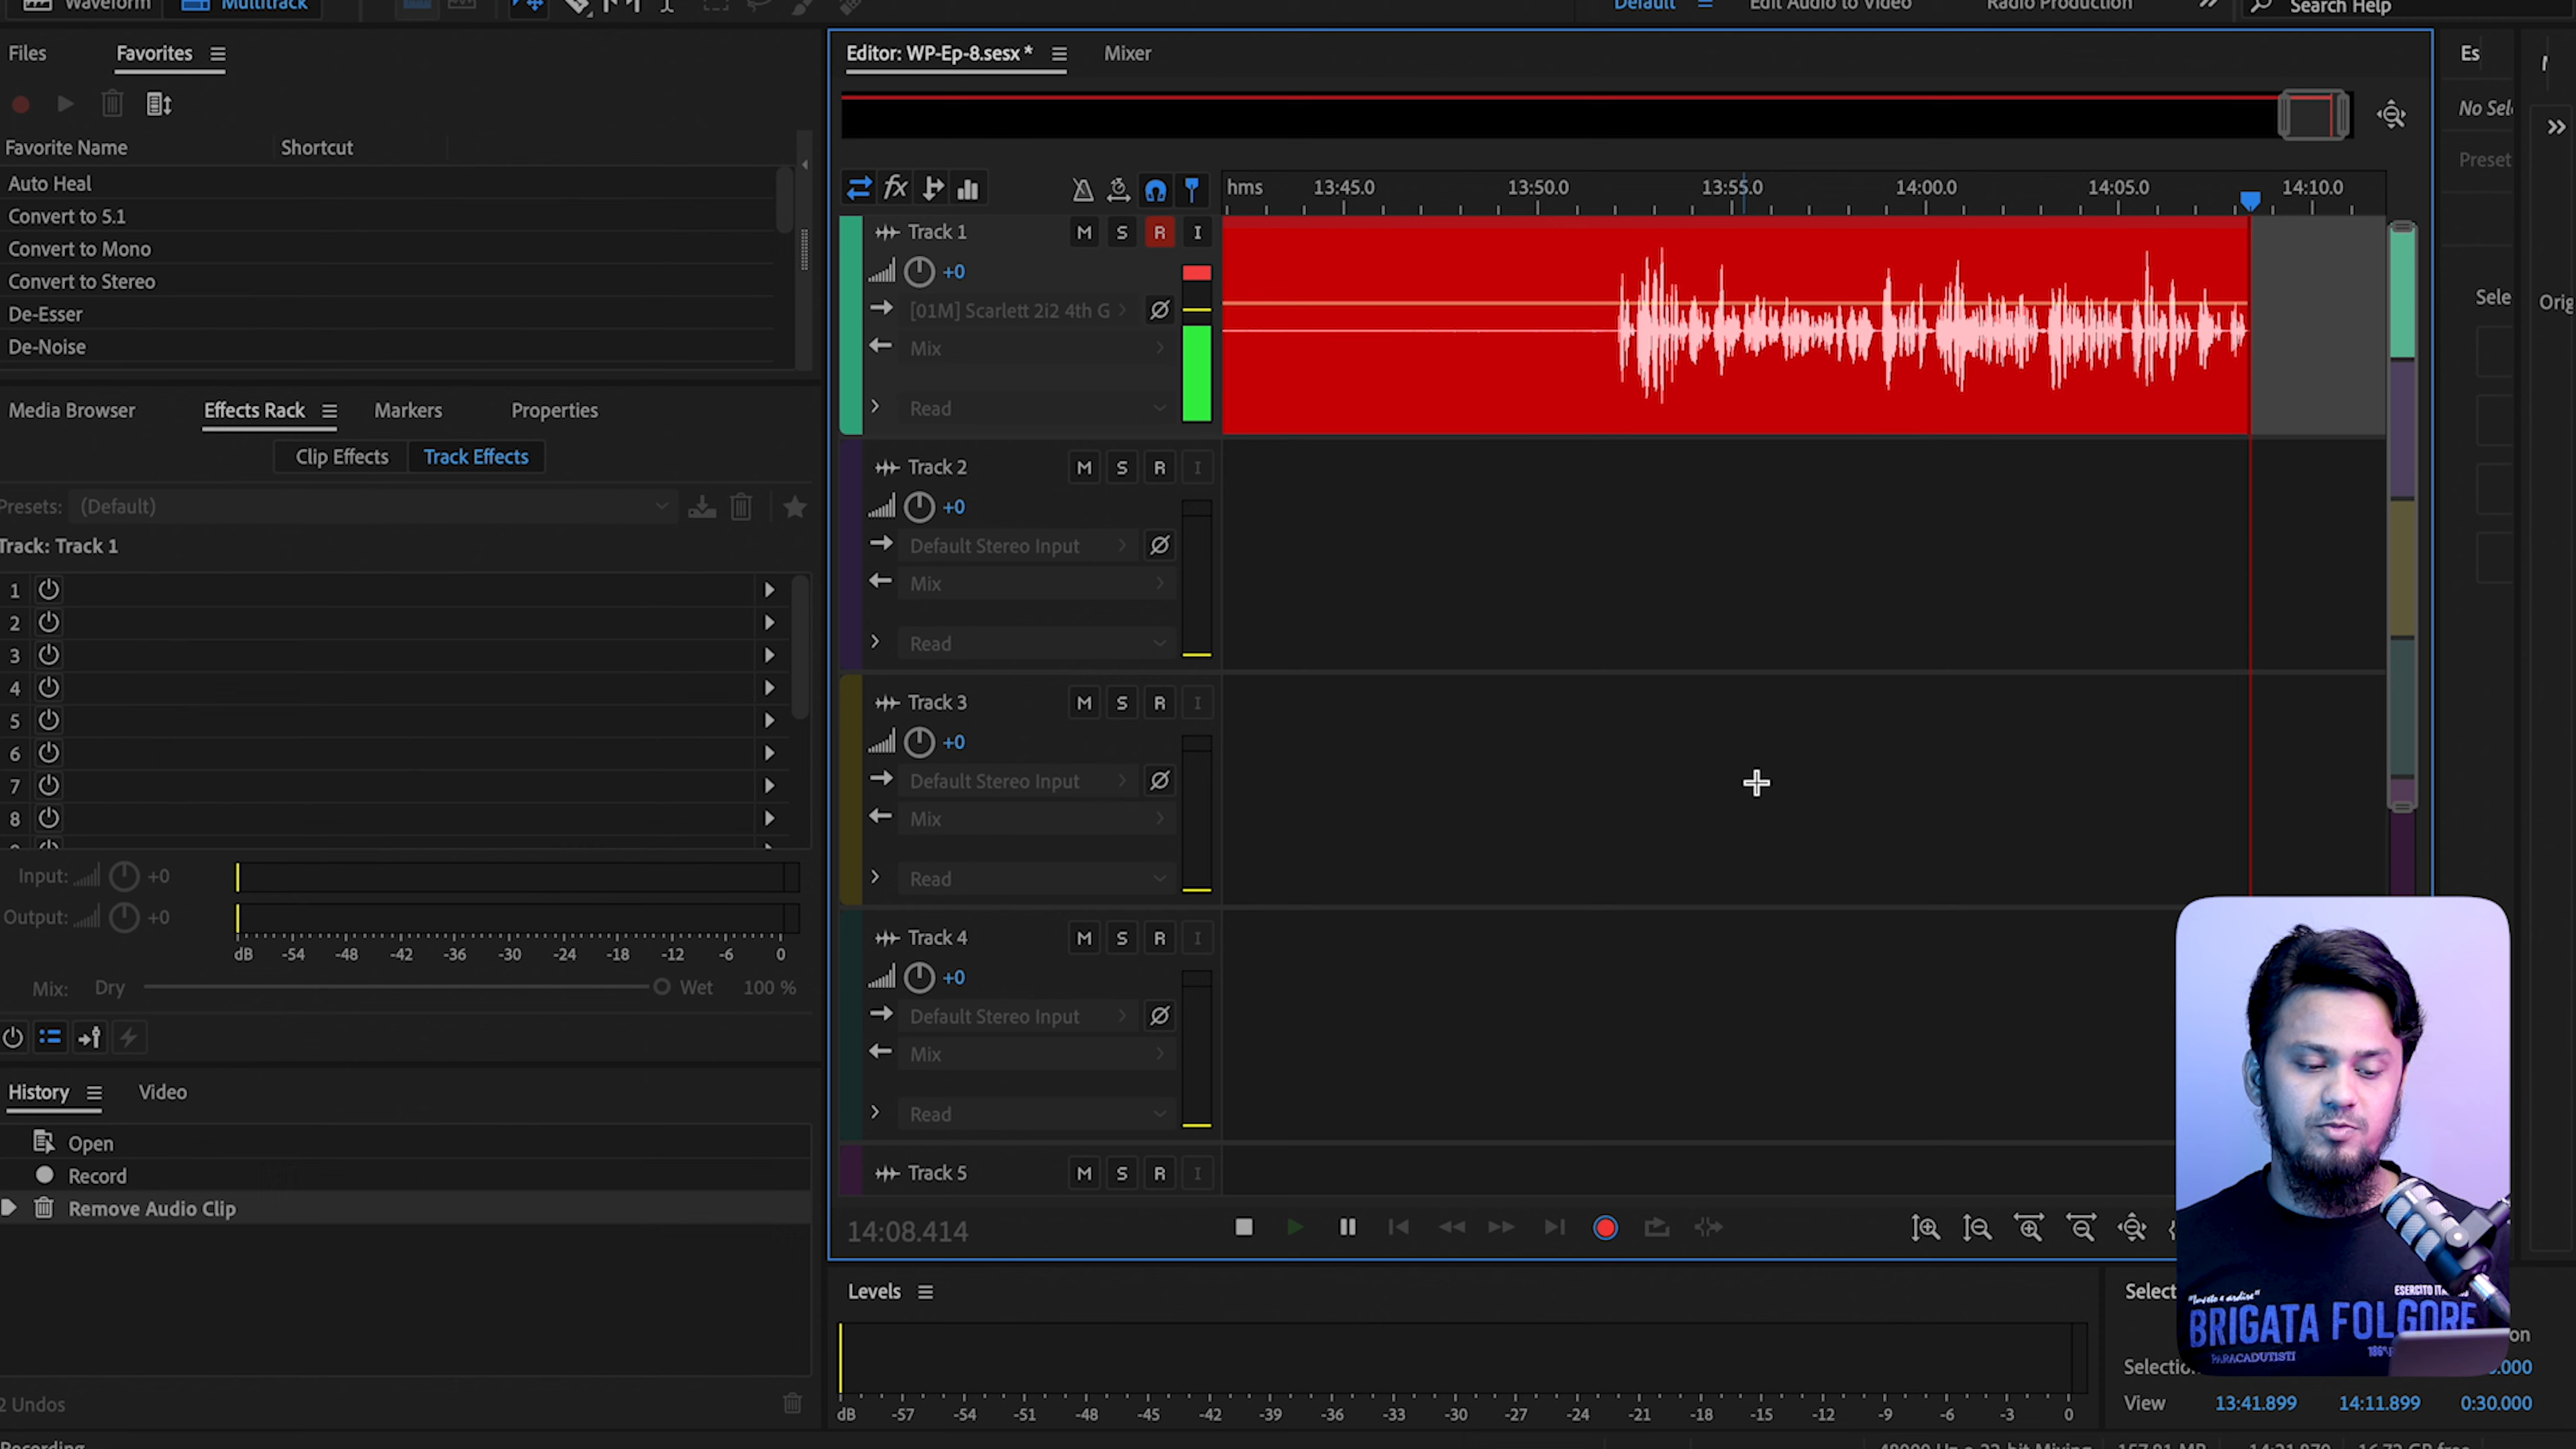 Waveform Multitrack Default Edit Audio to Video Radio Production Search Help
Files Favorites
Favorite Name Shortcut
Auto Heal
Convert to 5.1
Convert to Mono
Convert to Stereo
De-Esser
De-Noise
Media Browser Effects Rack Markers Properties
Clip Effects Track Effects
Presets: (Default)
Track: Track 1
1
2
3
4
5
6
7
8
Input: +0
Output: +0
dB -54 -48 -42 -36 -30 -24 -18 -12 -6 0
Mix: Dry Wet 100 %
History Video
Open
Record
Remove Audio Clip
2 Undos
Editor: WP-Ep-8.sesx * Mixer
fx hms 13:45.0 13:50.0 13:55.0 14:00.0 14:05.0 14:10.0
Track 1 M S R I
+0
[01M] Scarlett 2i2 4th G
Mix
Read
Track 2 M S R I
+0
Default Stereo Input
Mix
Read
Track 3 M S R I
+0
Default Stereo Input
Mix
Read
Track 4 M S R I
+0
Default Stereo Input
Mix
Read
Track 5 M S R I
14:08.414
Levels
dB -57 -54 -51 -48 -45 -42 -39 -36 -33 -30 -27 -24 -21 -18 -15 -12 -9 -6 -3 0
Es
No Sel
Preset
Sele
Orig
Select
Selectio
View 13:41.899 14:11.899 0:30.000
ESERCITO
BRIGATA FOLGORE
PARACADUTISTI